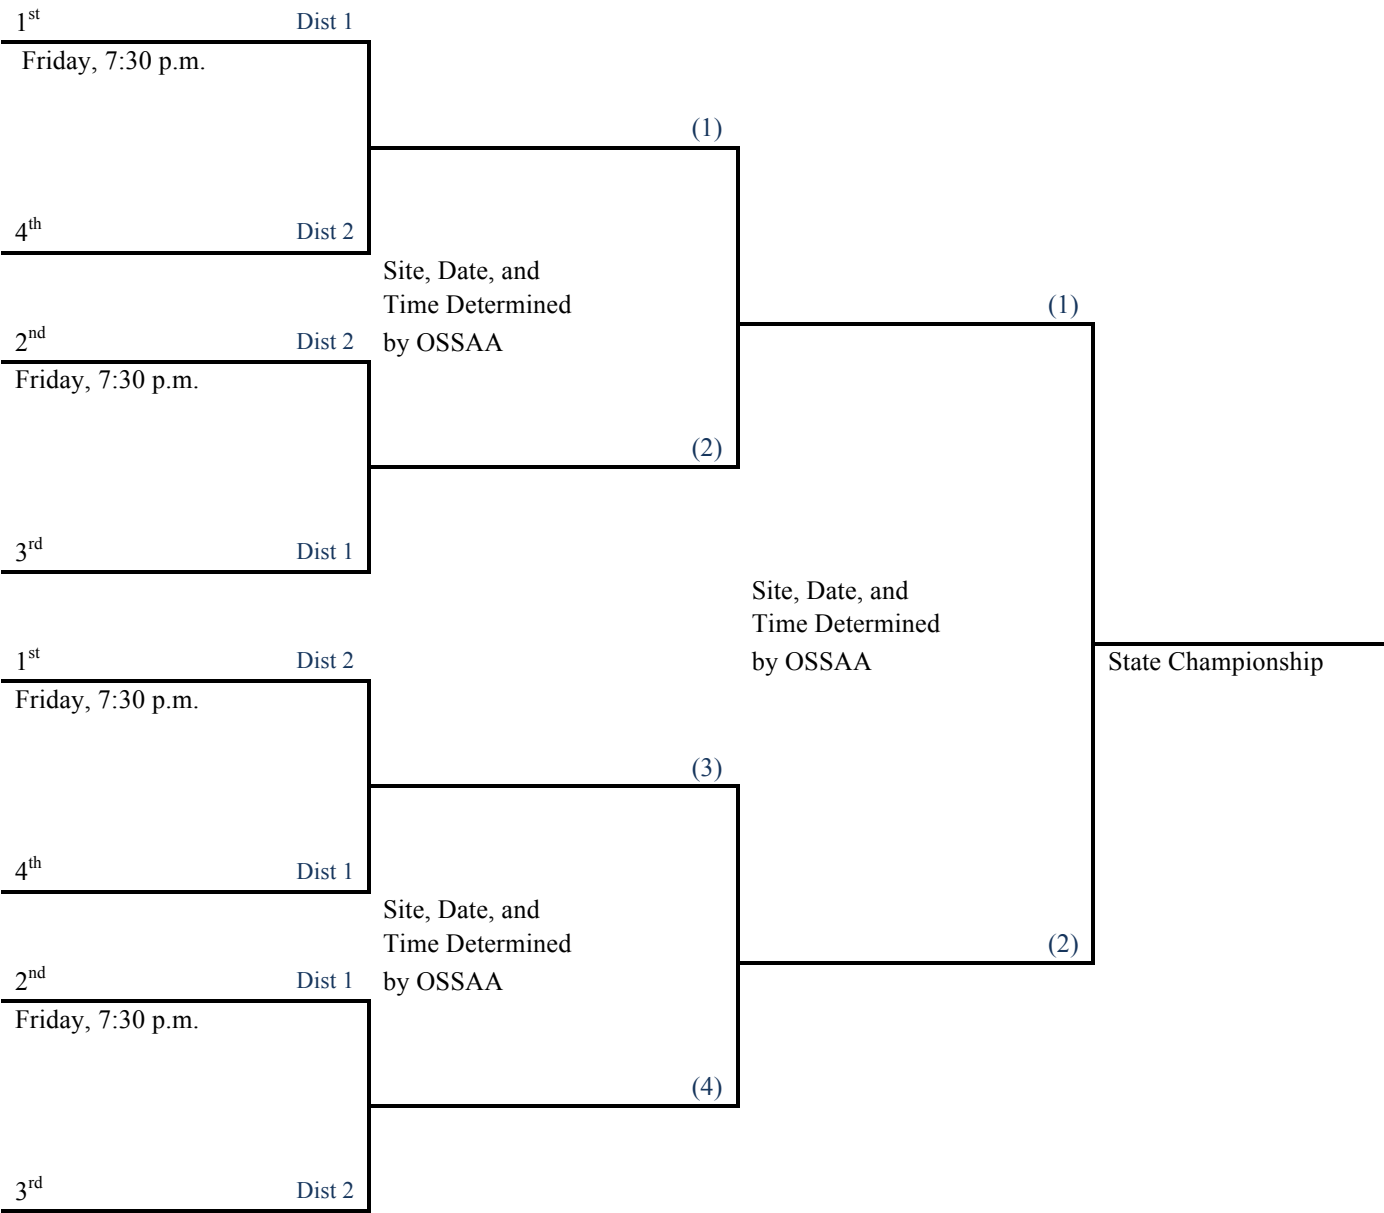 1st Dist 1
Friday, 7:30 p.m.
(1)
4th Dist 2
Site, Date, and
Time Determined
by OSSAA
(1)
2nd Dist 2
Friday, 7:30 p.m.
(2)
3rd Dist 1
Site, Date, and
Time Determined
by OSSAA
State Championship
1st Dist 2
Friday, 7:30 p.m.
(3)
4th Dist 1
Site, Date, and
Time Determined
by OSSAA
(2)
2nd Dist 1
Friday, 7:30 p.m.
(4)
3rd Dist 2